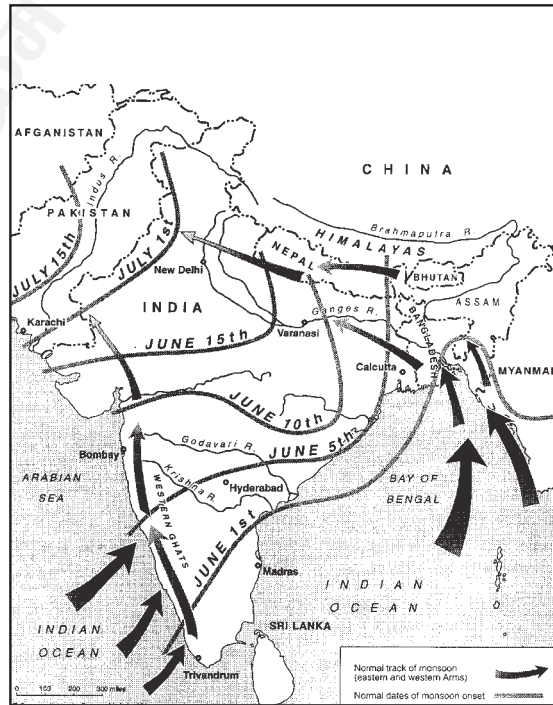 AFGANISTAN
CHINA
Indus R.
PAKISTAN
JULY 15th
JULY 1st
HIMALAYAS
Brahmaputra R.
NEPAL
BHUTAN
New Delhi
ASSAM
INDIA
Ganges R.
BANGLADESH
Karachi
Varanasi
JUNE 15th
Calcutta
MYANMAR
JUNE 10th
Godavari R.
JUNE 5th
Bombay
Krishna R.
Hyderabad
ARABIAN
SEA
WESTERN GHATS
BAY OF
BENGAL
JUNE 1st
Madras
INDIAN
OCEAN
INDIAN
OCEAN
SRI LANKA
Trivandrum
0 100 200 300 miles
Normal track of monsoon
(eastern and western Arms)
Normal dates of monsoon onset